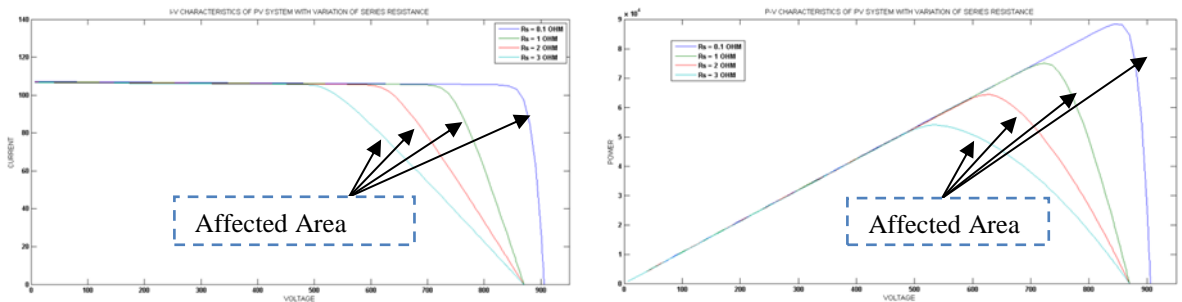 I-V CHARACTERISTICS OF PV SYSTEM WITH VARIATION OF SERIES RESISTANCE
140
120
100
80
60
40
20
0
CURRENT
0 100 200 300 400 500 600 700 800 900
VOLTAGE
Rs = 0.1 OHM
Rs = 1 OHM
Rs = 2 OHM
Rs = 3 OHM
Affected Area
P-V CHARACTERISTICS OF PV SYSTEM WITH VARIATION OF SERIES RESISTANCE
9
8
7
6
5
4
3
2
1
0
POWER
0 100 200 300 400 500 600 700 800 900
VOLTAGE
Rs = 0.1 OHM
Rs = 1 OHM
Rs = 2 OHM
Rs = 3 OHM
Affected Area